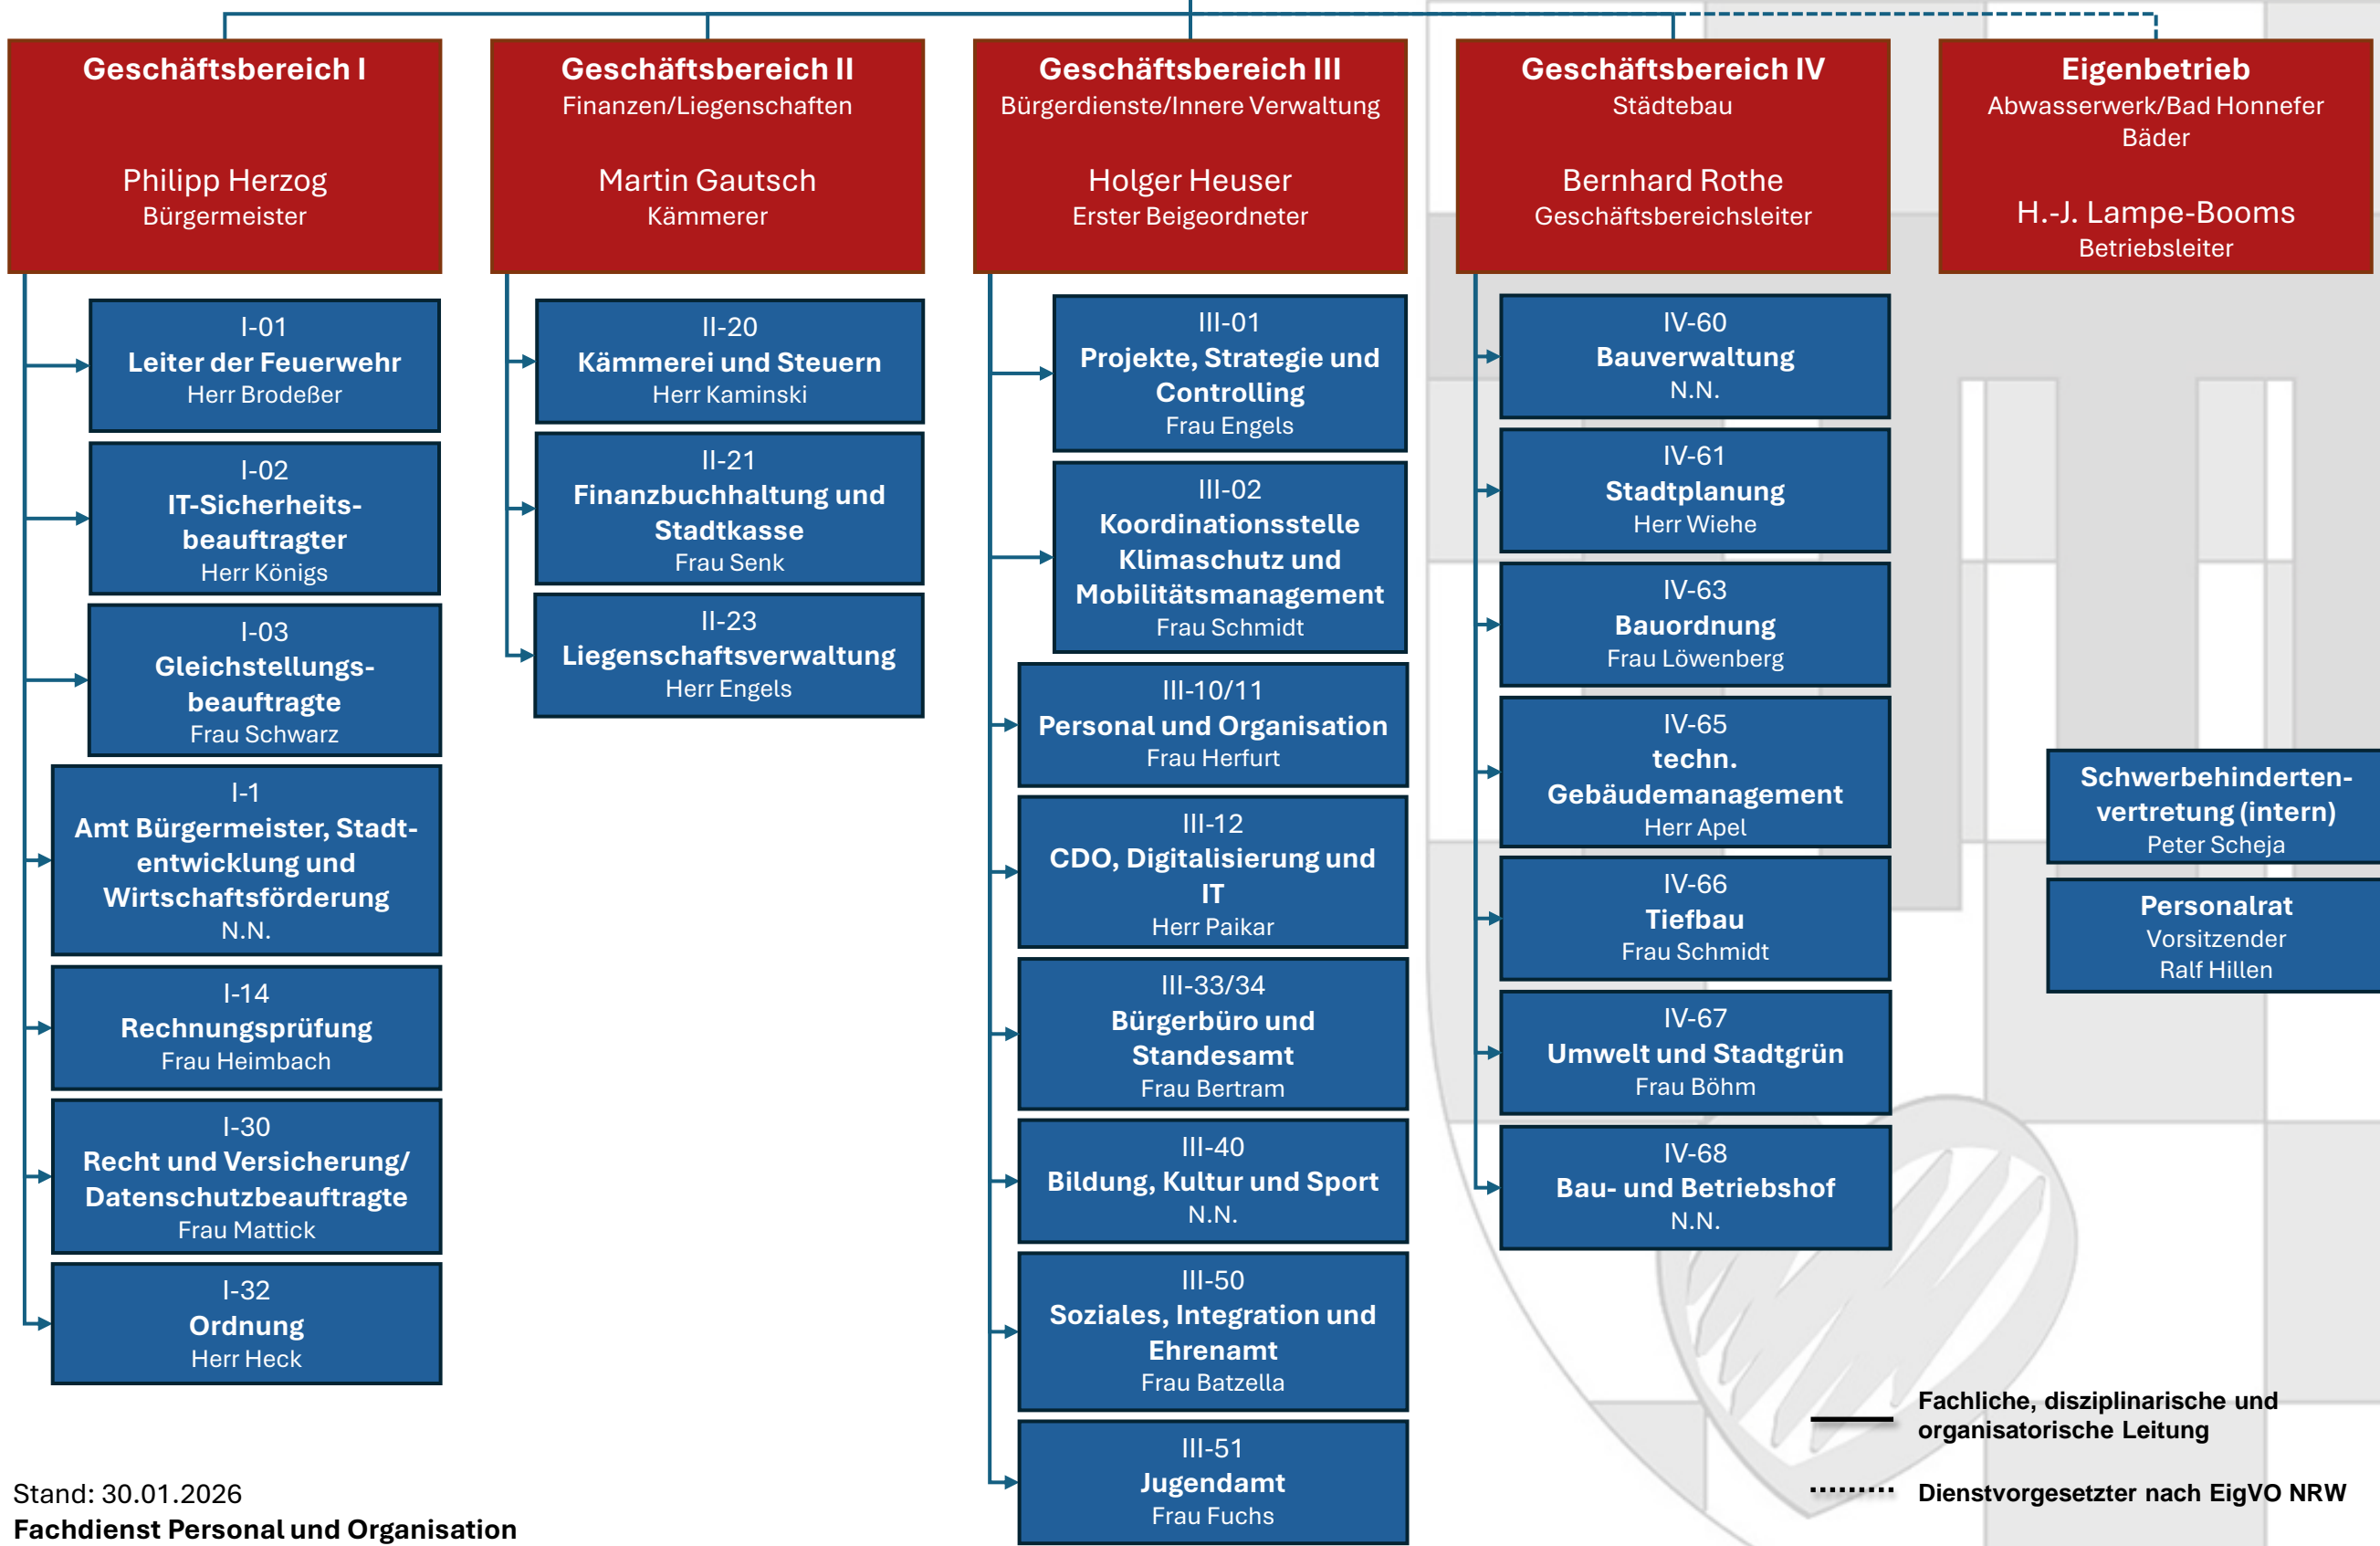 Geschäftsbereich I
Philipp Herzog
Bürgermeister
I-01
Leiter der Feuerwehr
Herr Brodeßer
I-02
IT-Sicherheits-
beauftragter
Herr Königs
I-03
Gleichstellungs-
beauftragte
Frau Schwarz
I-1
Amt Bürgermeister, Stadt-
entwicklung und
Wirtschaftsförderung
N.N.
I-14
Rechnungsprüfung
Frau Heimbach
I-30
Recht und Versicherung/
Datenschutzbeauftragte
Frau Mattick
I-32
Ordnung
Herr Heck
Geschäftsbereich II
Finanzen/Liegenschaften
Martin Gautsch
Kämmerer
II-20
Kämmerei und Steuern
Herr Kaminski
II-21
Finanzbuchhaltung und
Stadtkasse
Frau Senk
II-23
Liegenschaftsverwaltung
Herr Engels
Geschäftsbereich III
Bürgerdienste/Innere Verwaltung
Holger Heuser
Erster Beigeordneter
III-01
Projekte, Strategie und
Controlling
Frau Engels
III-02
Koordinationsstelle
Klimaschutz und
Mobilitätsmanagement
Frau Schmidt
III-10/11
Personal und Organisation
Frau Herfurt
III-12
CDO, Digitalisierung und
IT
Herr Paikar
III-33/34
Bürgerbüro und
Standesamt
Frau Bertram
III-40
Bildung, Kultur und Sport
N.N.
III-50
Soziales, Integration und
Ehrenamt
Frau Batzella
III-51
Jugendamt
Frau Fuchs
Geschäftsbereich IV
Städtebau
Bernhard Rothe
Geschäftsbereichsleiter
IV-60
Bauverwaltung
N.N.
IV-61
Stadtplanung
Herr Wiehe
IV-63
Bauordnung
Frau Löwenberg
IV-65
techn.
Gebäudemanagement
Herr Apel
IV-66
Tiefbau
Frau Schmidt
IV-67
Umwelt und Stadtgrün
Frau Böhm
IV-68
Bau- und Betriebshof
N.N.
Eigenbetrieb
Abwasserwerk/Bad Honnefer
Bäder
H.-J. Lampe-Booms
Betriebsleiter
Schwerbehinderten-
vertretung (intern)
Peter Scheja
Personalrat
Vorsitzender
Ralf Hillen
Fachliche, disziplinarische und
organisatorische Leitung
Dienstvorgesetzter nach EigVO NRW
Stand: 30.01.2026
Fachdienst Personal und Organisation